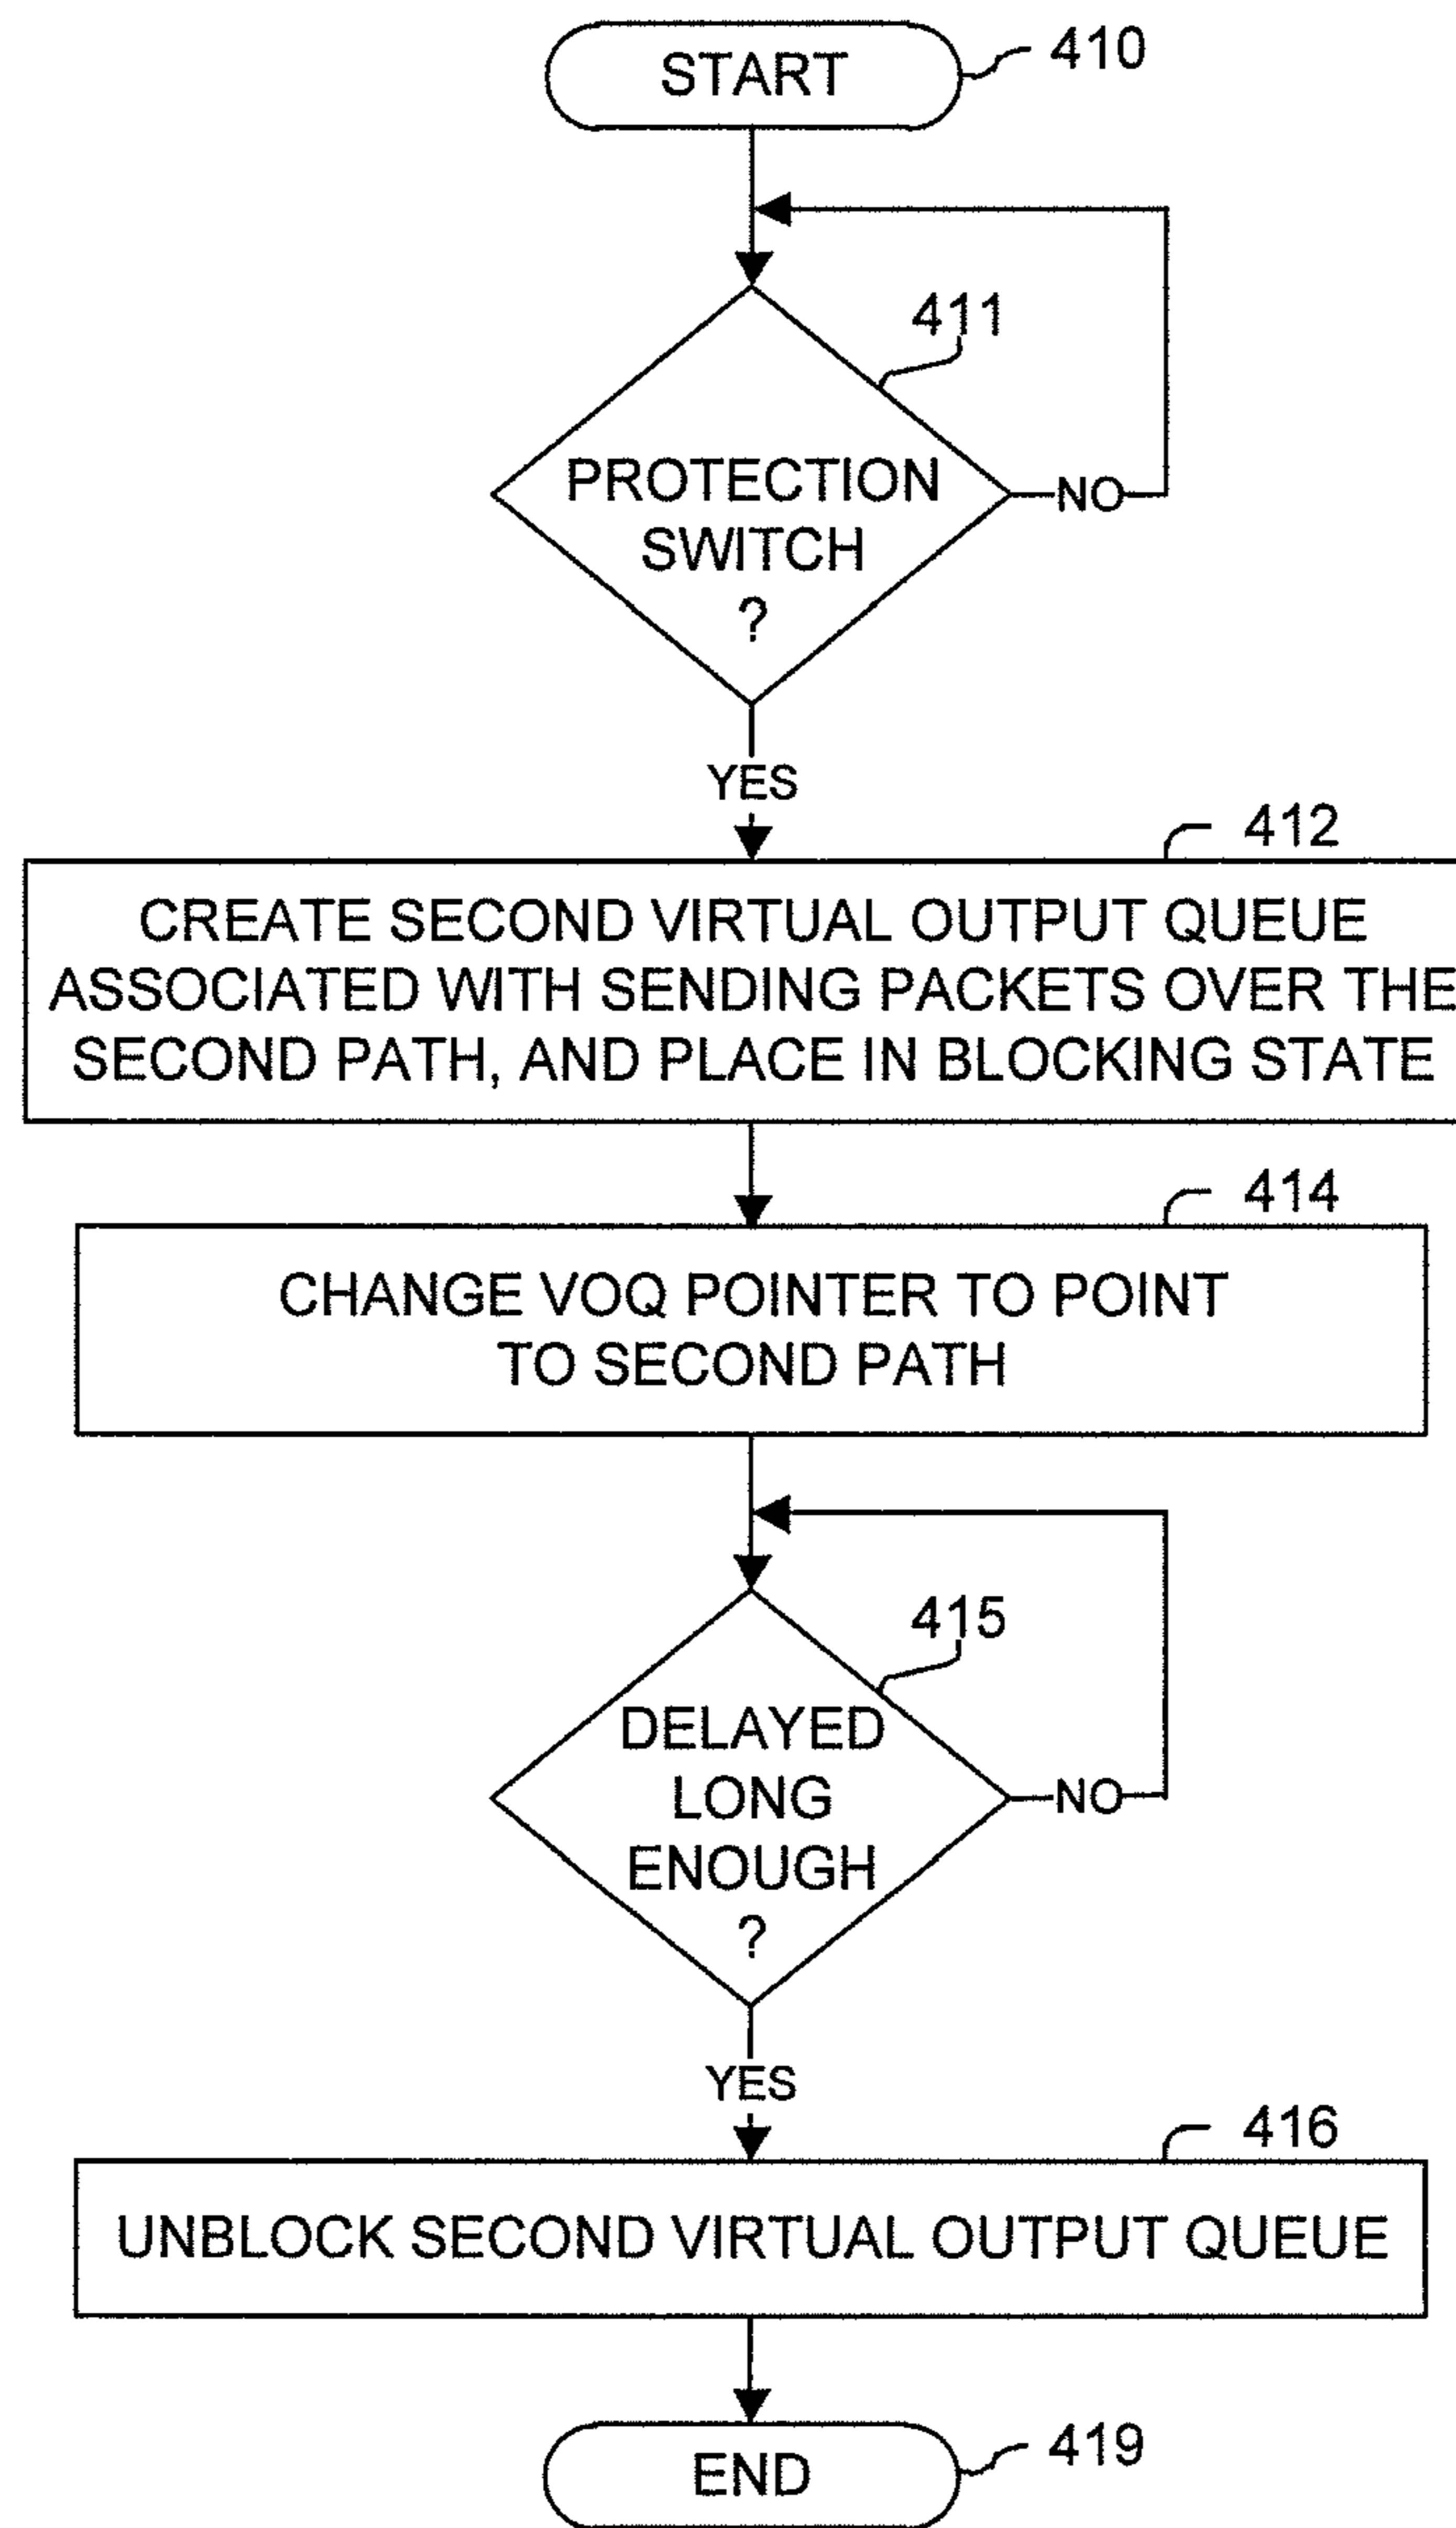 START
410
411
PROTECTION
SWITCH
?
NO
YES
412
CREATE SECOND VIRTUAL OUTPUT QUEUE
ASSOCIATED WITH SENDING PACKETS OVER THE
SECOND PATH, AND PLACE IN BLOCKING STATE
414
CHANGE VOQ POINTER TO POINT
TO SECOND PATH
415
DELAYED
LONG
ENOUGH
?
NO
YES
416
UNBLOCK SECOND VIRTUAL OUTPUT QUEUE
END
419